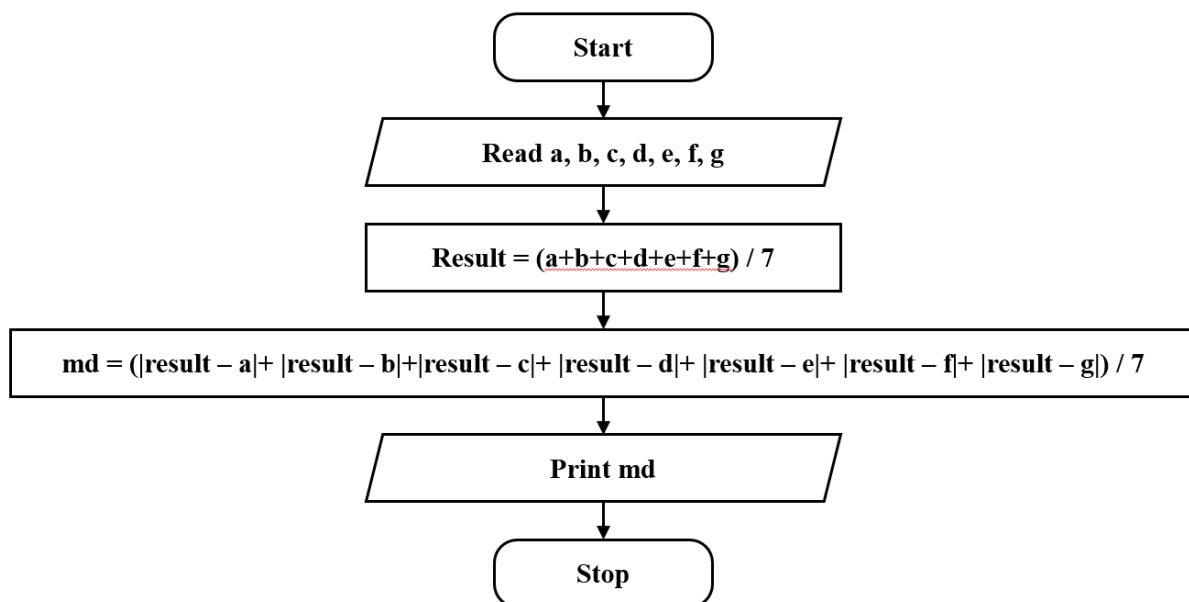 Start
Read a, b, c, d, e, f, g
Result = (a+b+c+d+e+f+g) / 7
md = (|result – a|+ |result – b|+|result – c|+ |result – d|+ |result – e|+ |result – f|+ |result – g|) / 7
Print md
Stop